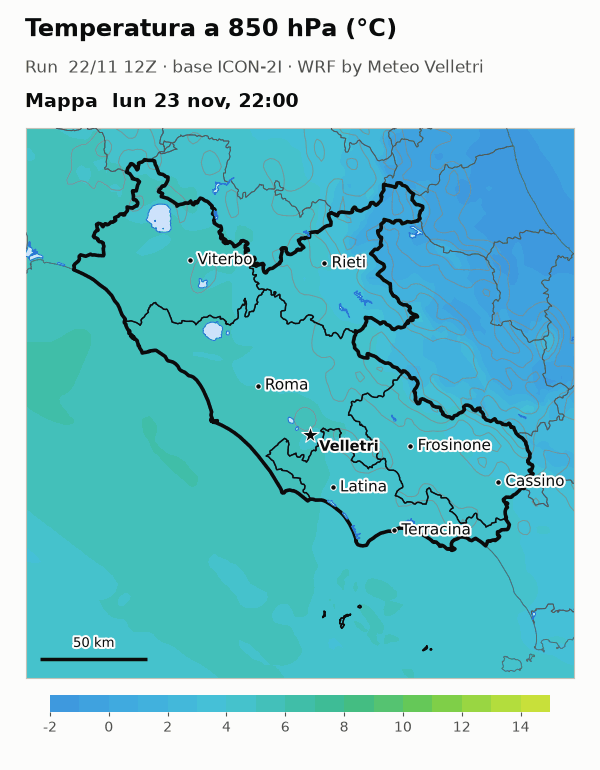 Temperatura a 850 hPa (°C)
Run  22/11 12Z · base ICON-2I · WRF by Meteo Velletri
Mappa  lun 23 nov, 22:00
Viterbo
Rieti
Roma
Velletri
Frosinone
Latina
Cassino
Terracina
50 km
-2 0 2 4 6 8 10 12 14